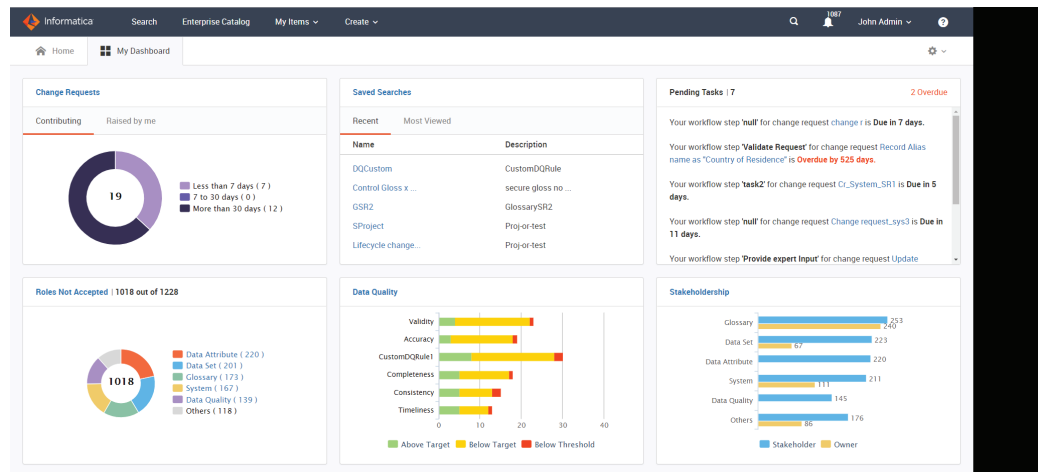 Informatica
Search
Enterprise Catalog
My Items
Create
1087
John Admin
?
Home
My Dashboard
Change Requests
Contributing
Raised by me
19
Less than 7 days ( 7 )
7 to 30 days ( 0 )
More than 30 days ( 12 )
Saved Searches
Recent
Most Viewed
Name Description
DQCustom CustomDQRule
Control Gloss x ... secure gloss no ...
GSR2 GlossarySR2
SProject Proj-or-test
Lifecycle change... Proj-or-test
Pending Tasks | 7
2 Overdue
Your workflow step 'null' for change request change r is Due in 7 days.
Your workflow step 'Validate Request' for change request Record Alias
name as "Country of Residence" is Overdue by 525 days.
Your workflow step 'task2' for change request Cr_System_SR1 is Due in 5
days.
Your workflow step 'null' for change request Change request_sys3 is Due in
11 days.
Your workflow step 'Provide expert Input' for change request Update
Roles Not Accepted | 1018 out of 1228
1018
Data Attribute ( 220 )
Data Set ( 201 )
Glossary ( 173 )
System ( 167 )
Data Quality ( 139 )
Others ( 118 )
Data Quality
Validity
Accuracy
CustomDQRule1
Completeness
Consistency
Timeliness
0 10 20 30 40
Above Target Below Target Below Threshold
Stakeholdership
Glossary 253
240
Data Set 223
67
Data Attribute 220
System 211
111
Data Quality 145
Others 176
86
Stakeholder Owner